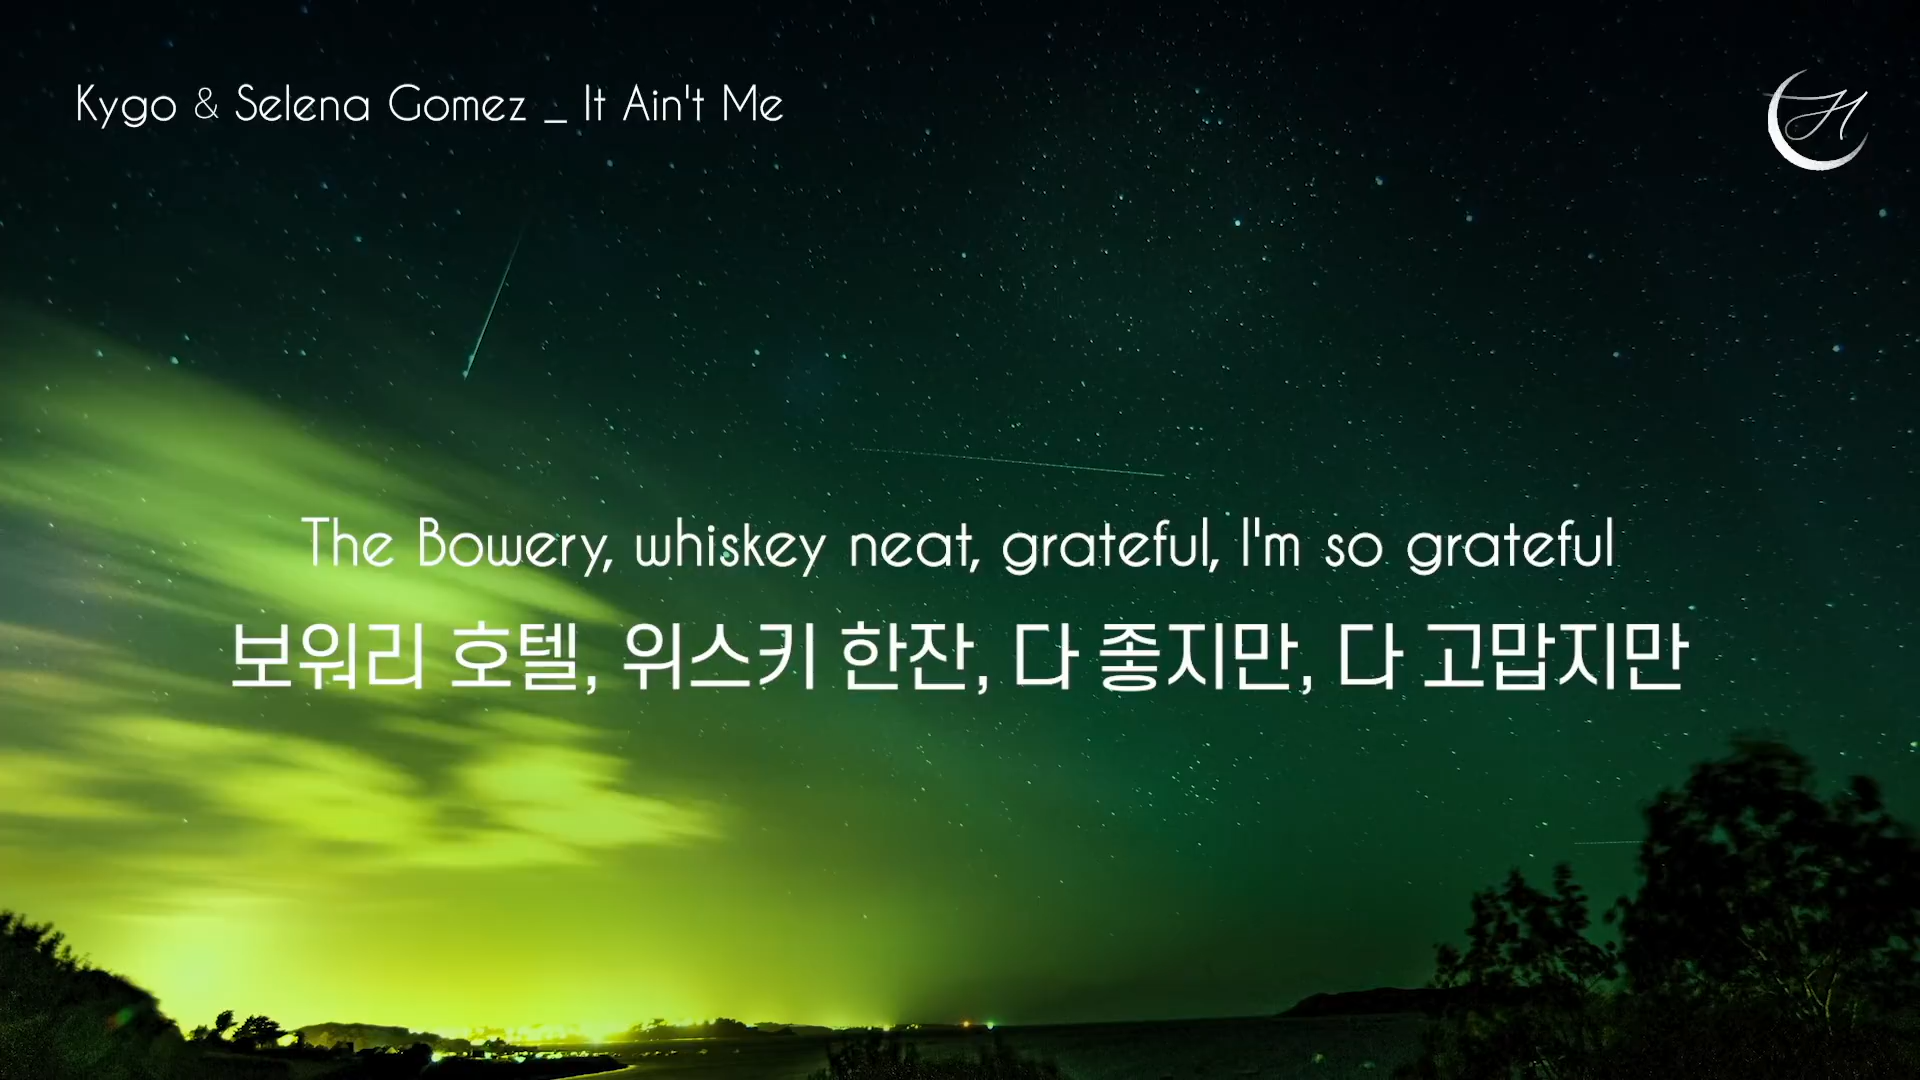 Kygo & Selena Gomez _ It Ain't Me
The Bowery, whiskey neat, grateful, I'm so grateful
보워리 호텔, 위스키 한잔, 다 좋지만, 다 고맙지만